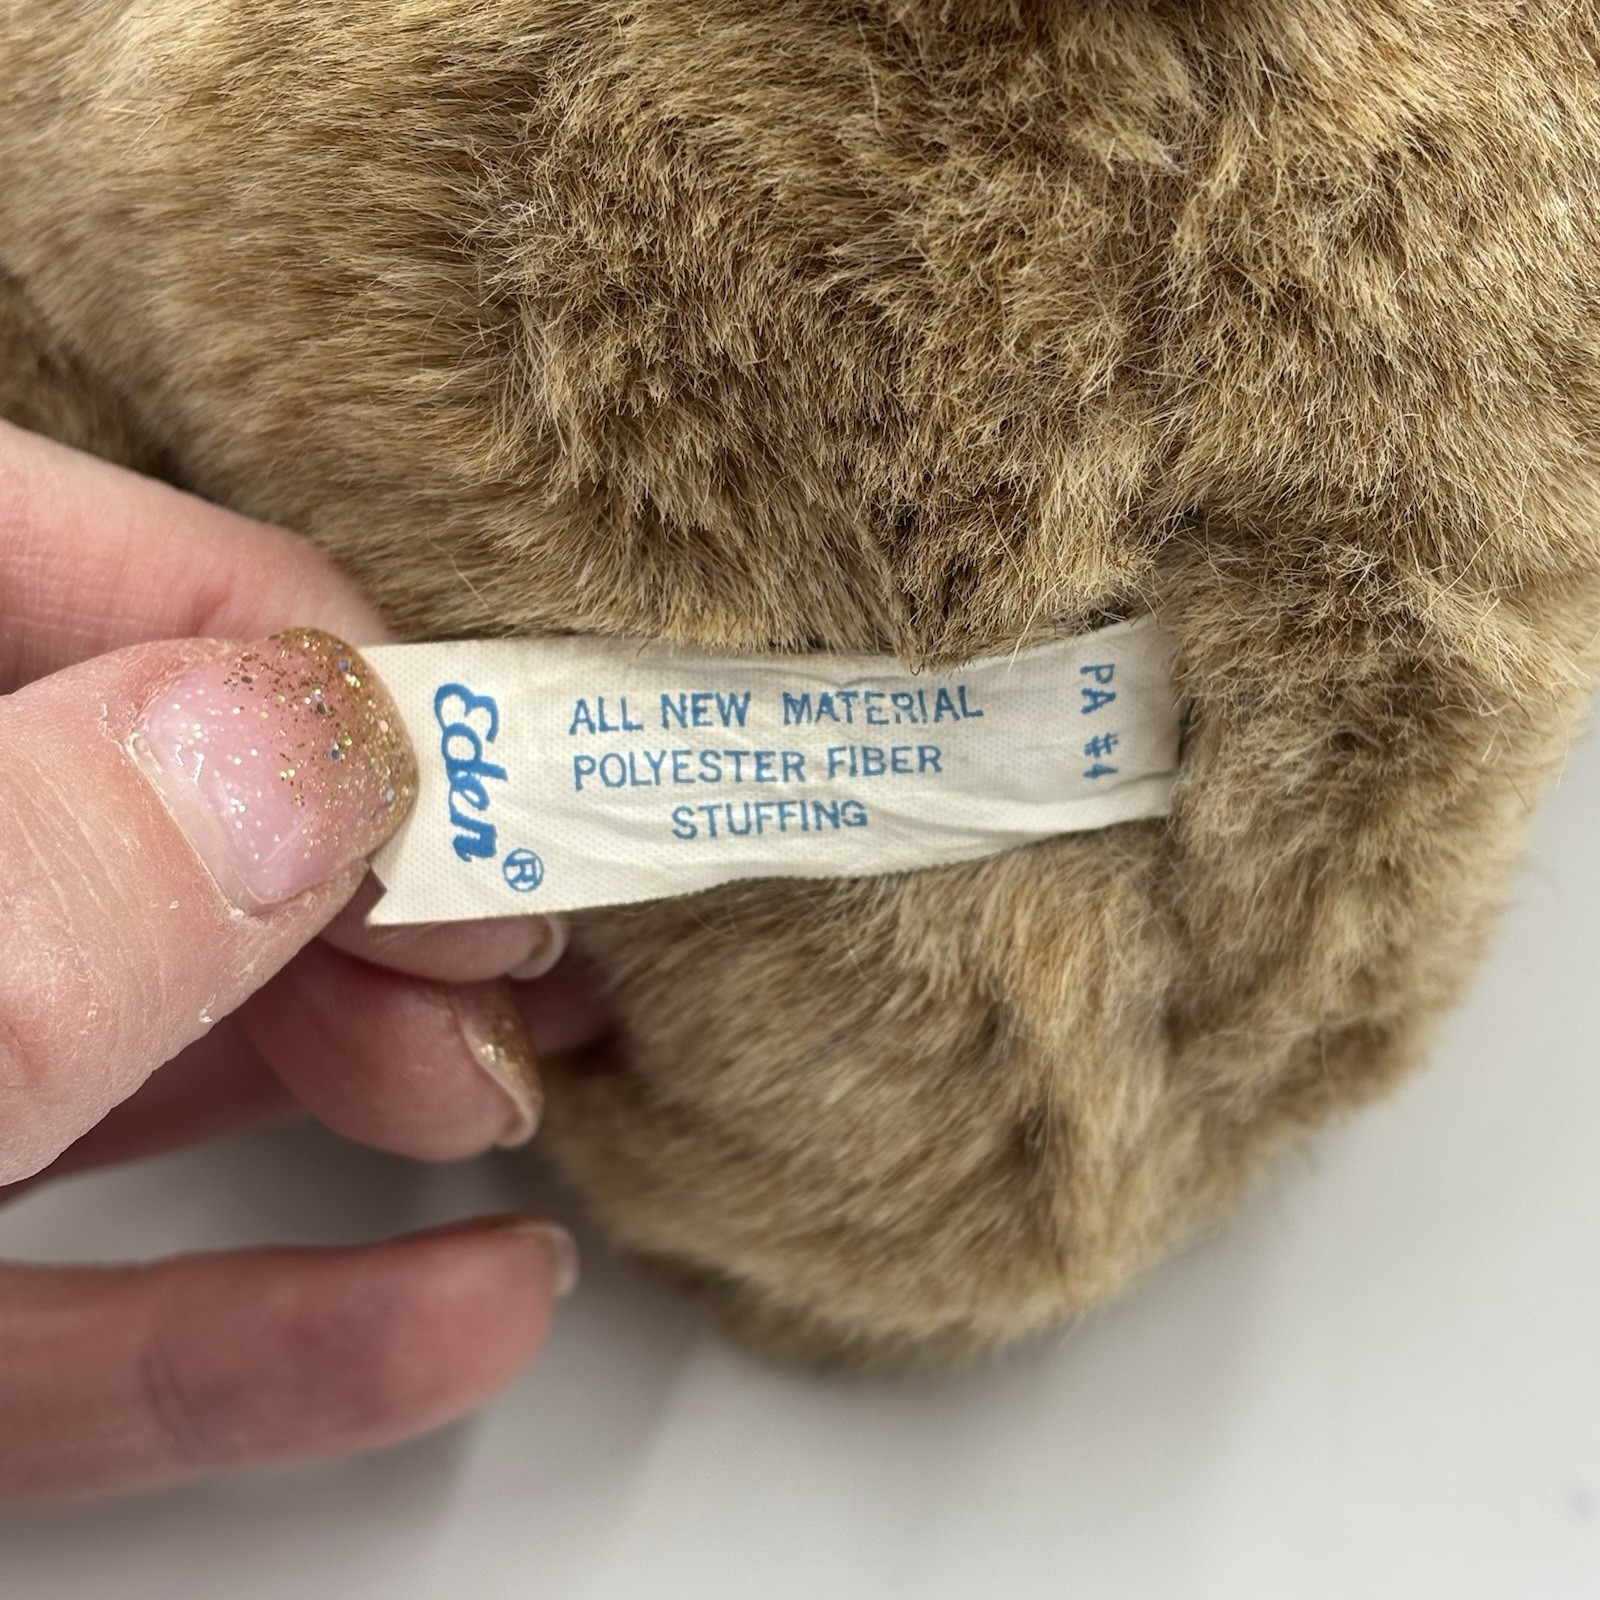 Eden®
ALL NEW MATERIAL
POLYESTER FIBER
STUFFING
PA #4